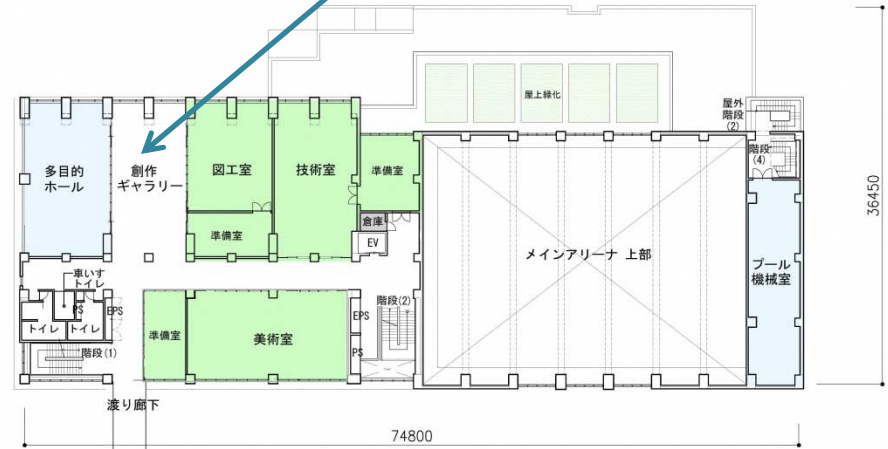 屋上緑化
屋外
階段
(2)
階段
(4)
多目的
ホール
創作
ギャラリー
図工室
技術室
準備室
準備室
倉庫
EV
メインアリーナ 上部
プール
機械室
36450
車いす
トイレ
PS
EPS
トイレ
トイレ
階段(1)
準備室
美術室
EPS
PS
階段(2)
渡り廊下
74800